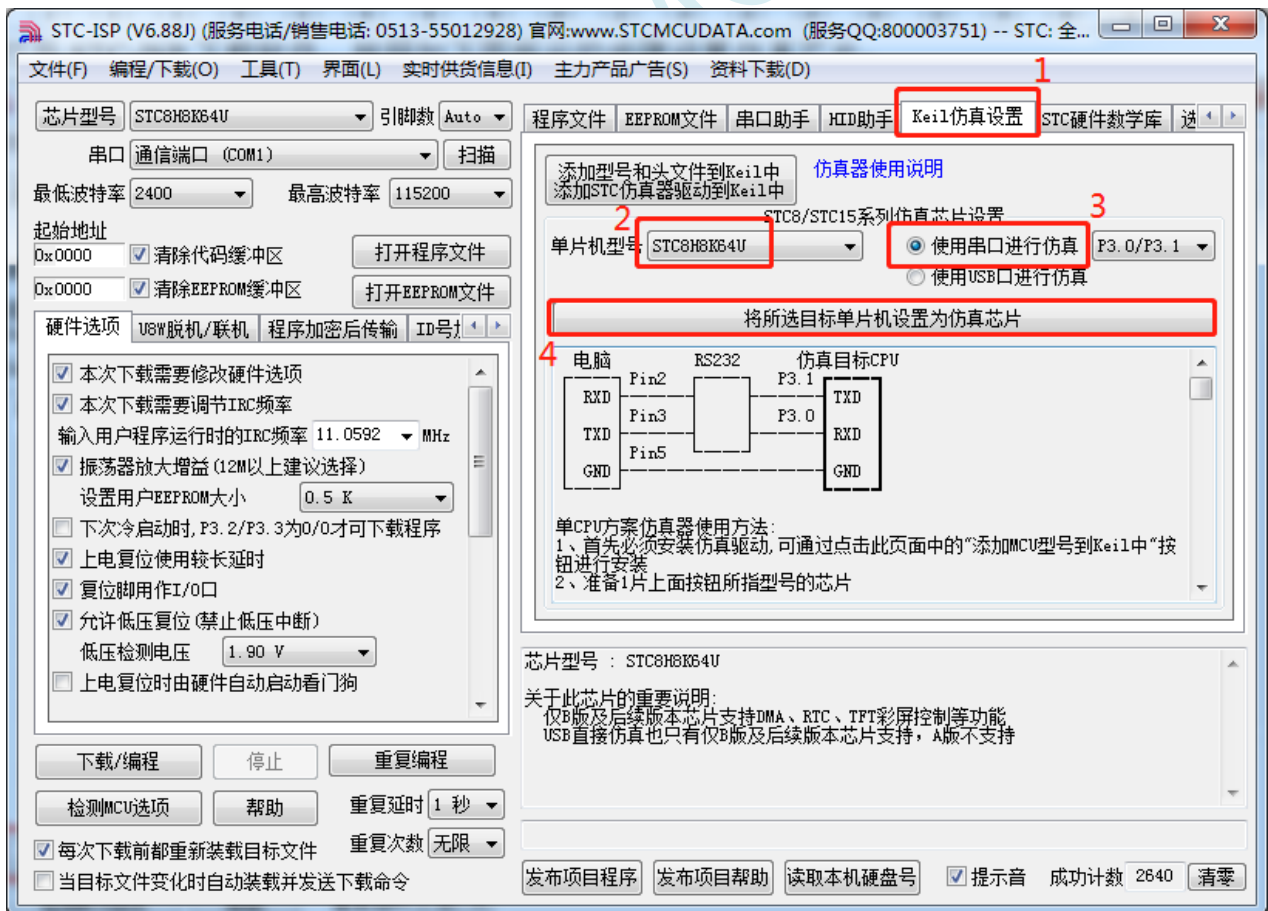 STC-ISP (V6.88J) (服务电话/销售电话: 0513-55012928) 官网:www.STCMCUDATA.com (服务QQ:800003751) -- STC: 全...
文件(F) 编程/下载(O) 工具(T) 界面(L) 实时供货信息(I) 主力产品广告(S) 资料下载(D)
1
芯片型号 STC8H8K64U 引脚数 Auto
串口 通信端口 (COM1) 扫描
最低波特率 2400 最高波特率 115200
起始地址
0x0000 清除代码缓冲区 打开程序文件
0x0000 清除EEPROM缓冲区 打开EEPROM文件
硬件选项 U8W脱机/联机 程序加密后传输 ID号
本次下载需要修改硬件选项
本次下载需要调节IRC频率
输入用户程序运行时的IRC频率 11.0592 MHz
振荡器放大增益(12M以上建议选择)
设置用户EEPROM大小 0.5 K
下次冷启动时,P3.2/P3.3为0/0才可下载程序
上电复位使用较长延时
复位脚用作I/O口
允许低压复位(禁止低压中断)
低压检测电压 1.90 V
上电复位时由硬件自动启动看门狗
下载/编程 停止 重复编程
检测MCU选项 帮助 重复延时 1 秒
每次下载前都重新装载目标文件 重复次数 无限
当目标文件变化时自动装载并发送下载命令
程序文件 EEPROM文件 串口助手 HID助手 Keil仿真设置 STC硬件数学库
添加型号和头文件到Keil中
添加STC仿真器驱动到Keil中
仿真器使用说明
STC8/STC15系列仿真芯片设置
2
3
单片机型号 STC8H8K64U 使用串口进行仿真 P3.0/P3.1
使用USB口进行仿真
将所选目标单片机设置为仿真芯片
4
电脑 RS232 仿真目标CPU
Pin2 P3.1
RXD TXD
Pin3 P3.0
TXD RXD
Pin5
GND GND
单CPU方案仿真器使用方法:
1、首先必须安装仿真驱动,可通过点击此页面中的"添加MCU型号到Keil中"按
钮进行安装
2、准备1片上面按钮所指型号的芯片
芯片型号 : STC8H8K64U
关于此芯片的重要说明:
仅B版及后续版本芯片支持DMA、RTC、TFT彩屏控制等功能
USB直接仿真也只有仅B版及后续版本芯片支持，A版不支持
发布项目程序 发布项目帮助 读取本机硬盘号 提示音 成功计数 2640 清零